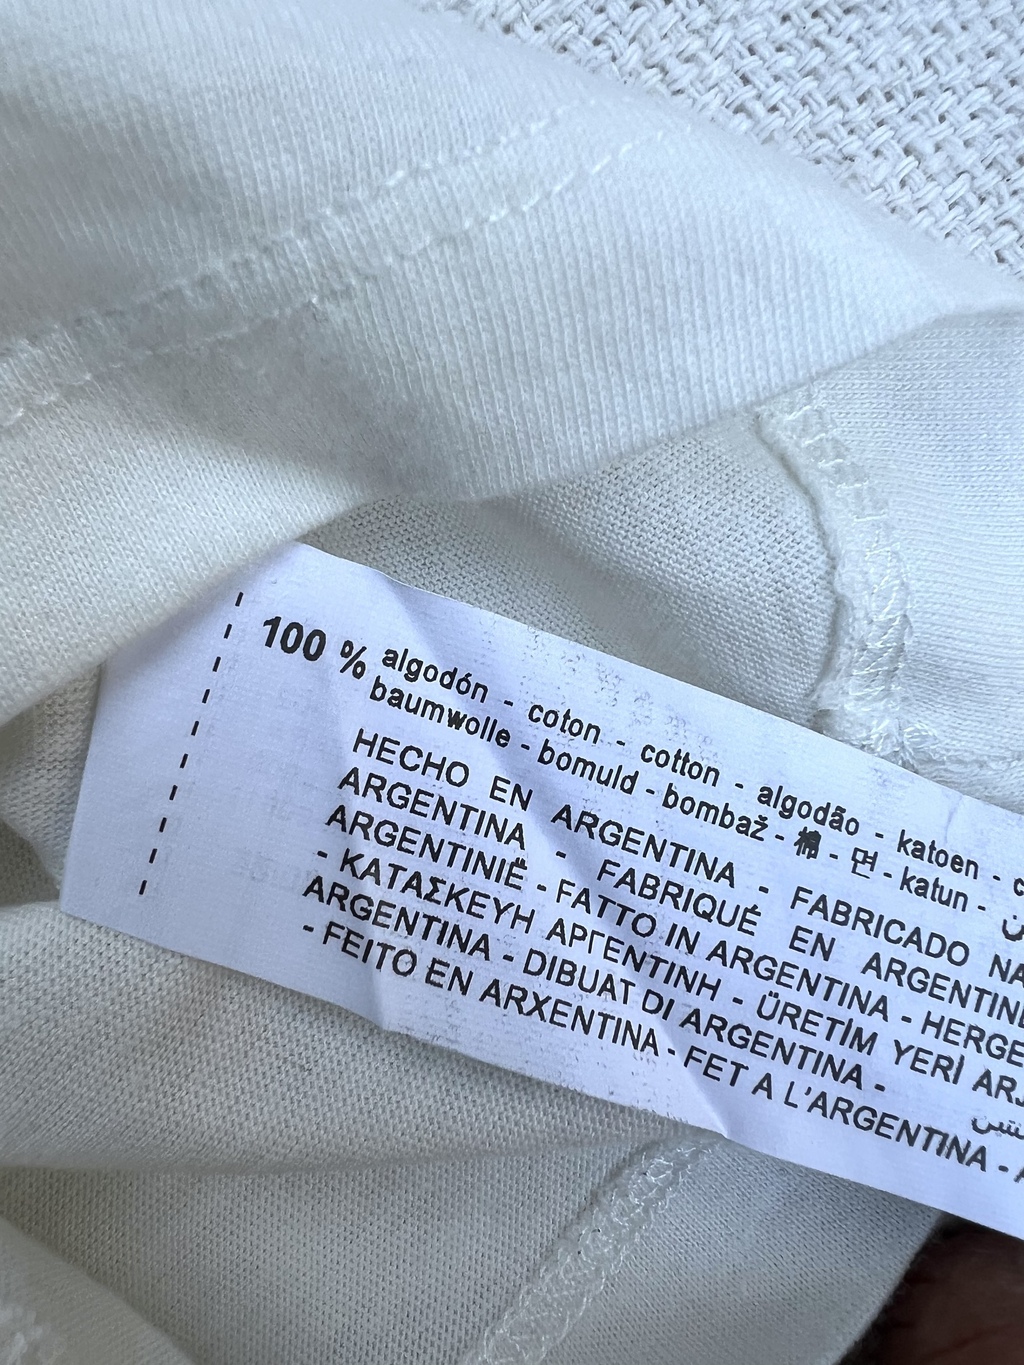 100 % algodón - coton - cotton - algodão - katoen -
baumwolle - bomuld - bombaž - 棉 - 면 - katun -
HECHO EN ARGENTINA - FABRICADO NA
ARGENTINA - FABRIQUÉ EN ARGENTINE
ARGENTINIË - FATTO IN ARGENTINA - HERGE
- ΚΑΤΑΣΚΕΥΗ ΑΡΓΕΝΤΙΝΗ - ÜRETİM YERİ ARJ
ARGENTINA - DIBUAT DI ARGENTINA -
- FEITO EN ARXENTINA - FET A L'ARGENTINA -